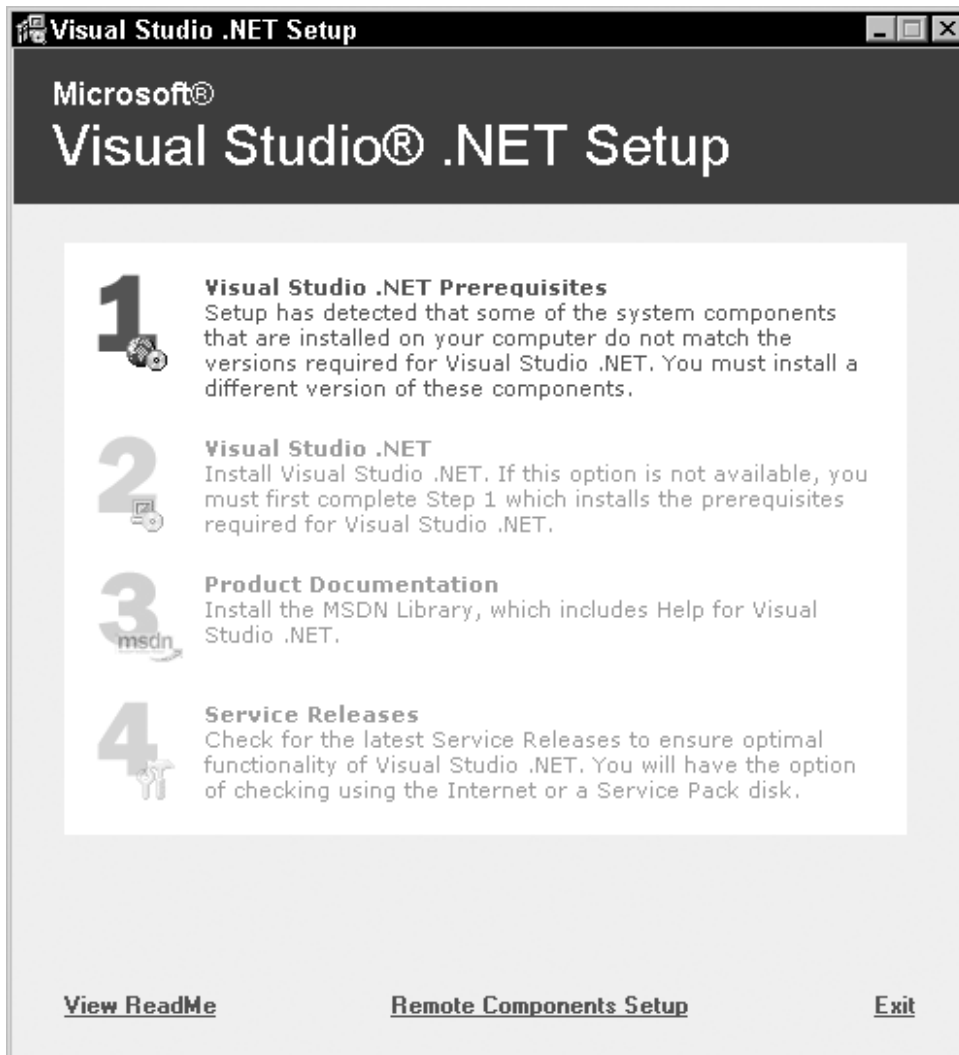 Visual Studio .NET Setup
Microsoft®
Visual Studio® .NET Setup
1
Visual Studio .NET Prerequisites
Setup has detected that some of the system components
that are installed on your computer do not match the
versions required for Visual Studio .NET. You must install a
different version of these components.
2
Visual Studio .NET
Install Visual Studio .NET. If this option is not available, you
must first complete Step 1 which installs the prerequisites
required for Visual Studio .NET.
3
msdn
Product Documentation
Install the MSDN Library, which includes Help for Visual
Studio .NET.
4
Service Releases
Check for the latest Service Releases to ensure optimal
functionality of Visual Studio .NET. You will have the option
of checking using the Internet or a Service Pack disk.
View ReadMe
Remote Components Setup
Exit